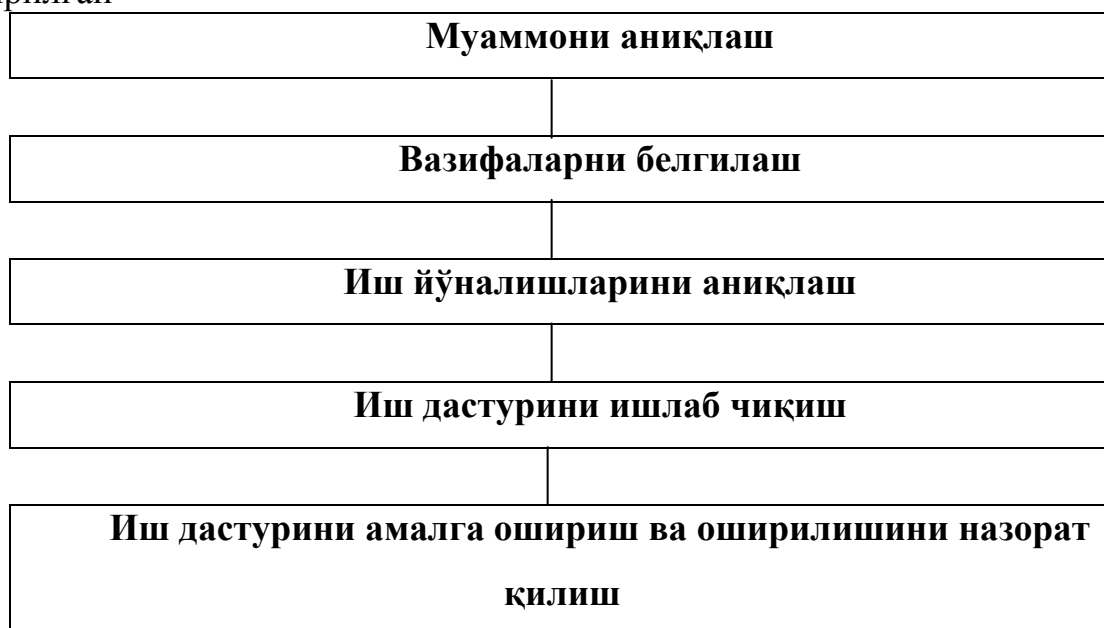 Муаммони аниқлаш
Вазифаларни белгилаш
Иш йўналишларини аниқлаш
Иш дастурини ишлаб чиқиш
Иш дастурини амалга ошириш ва оширилишини назорат
қилиш